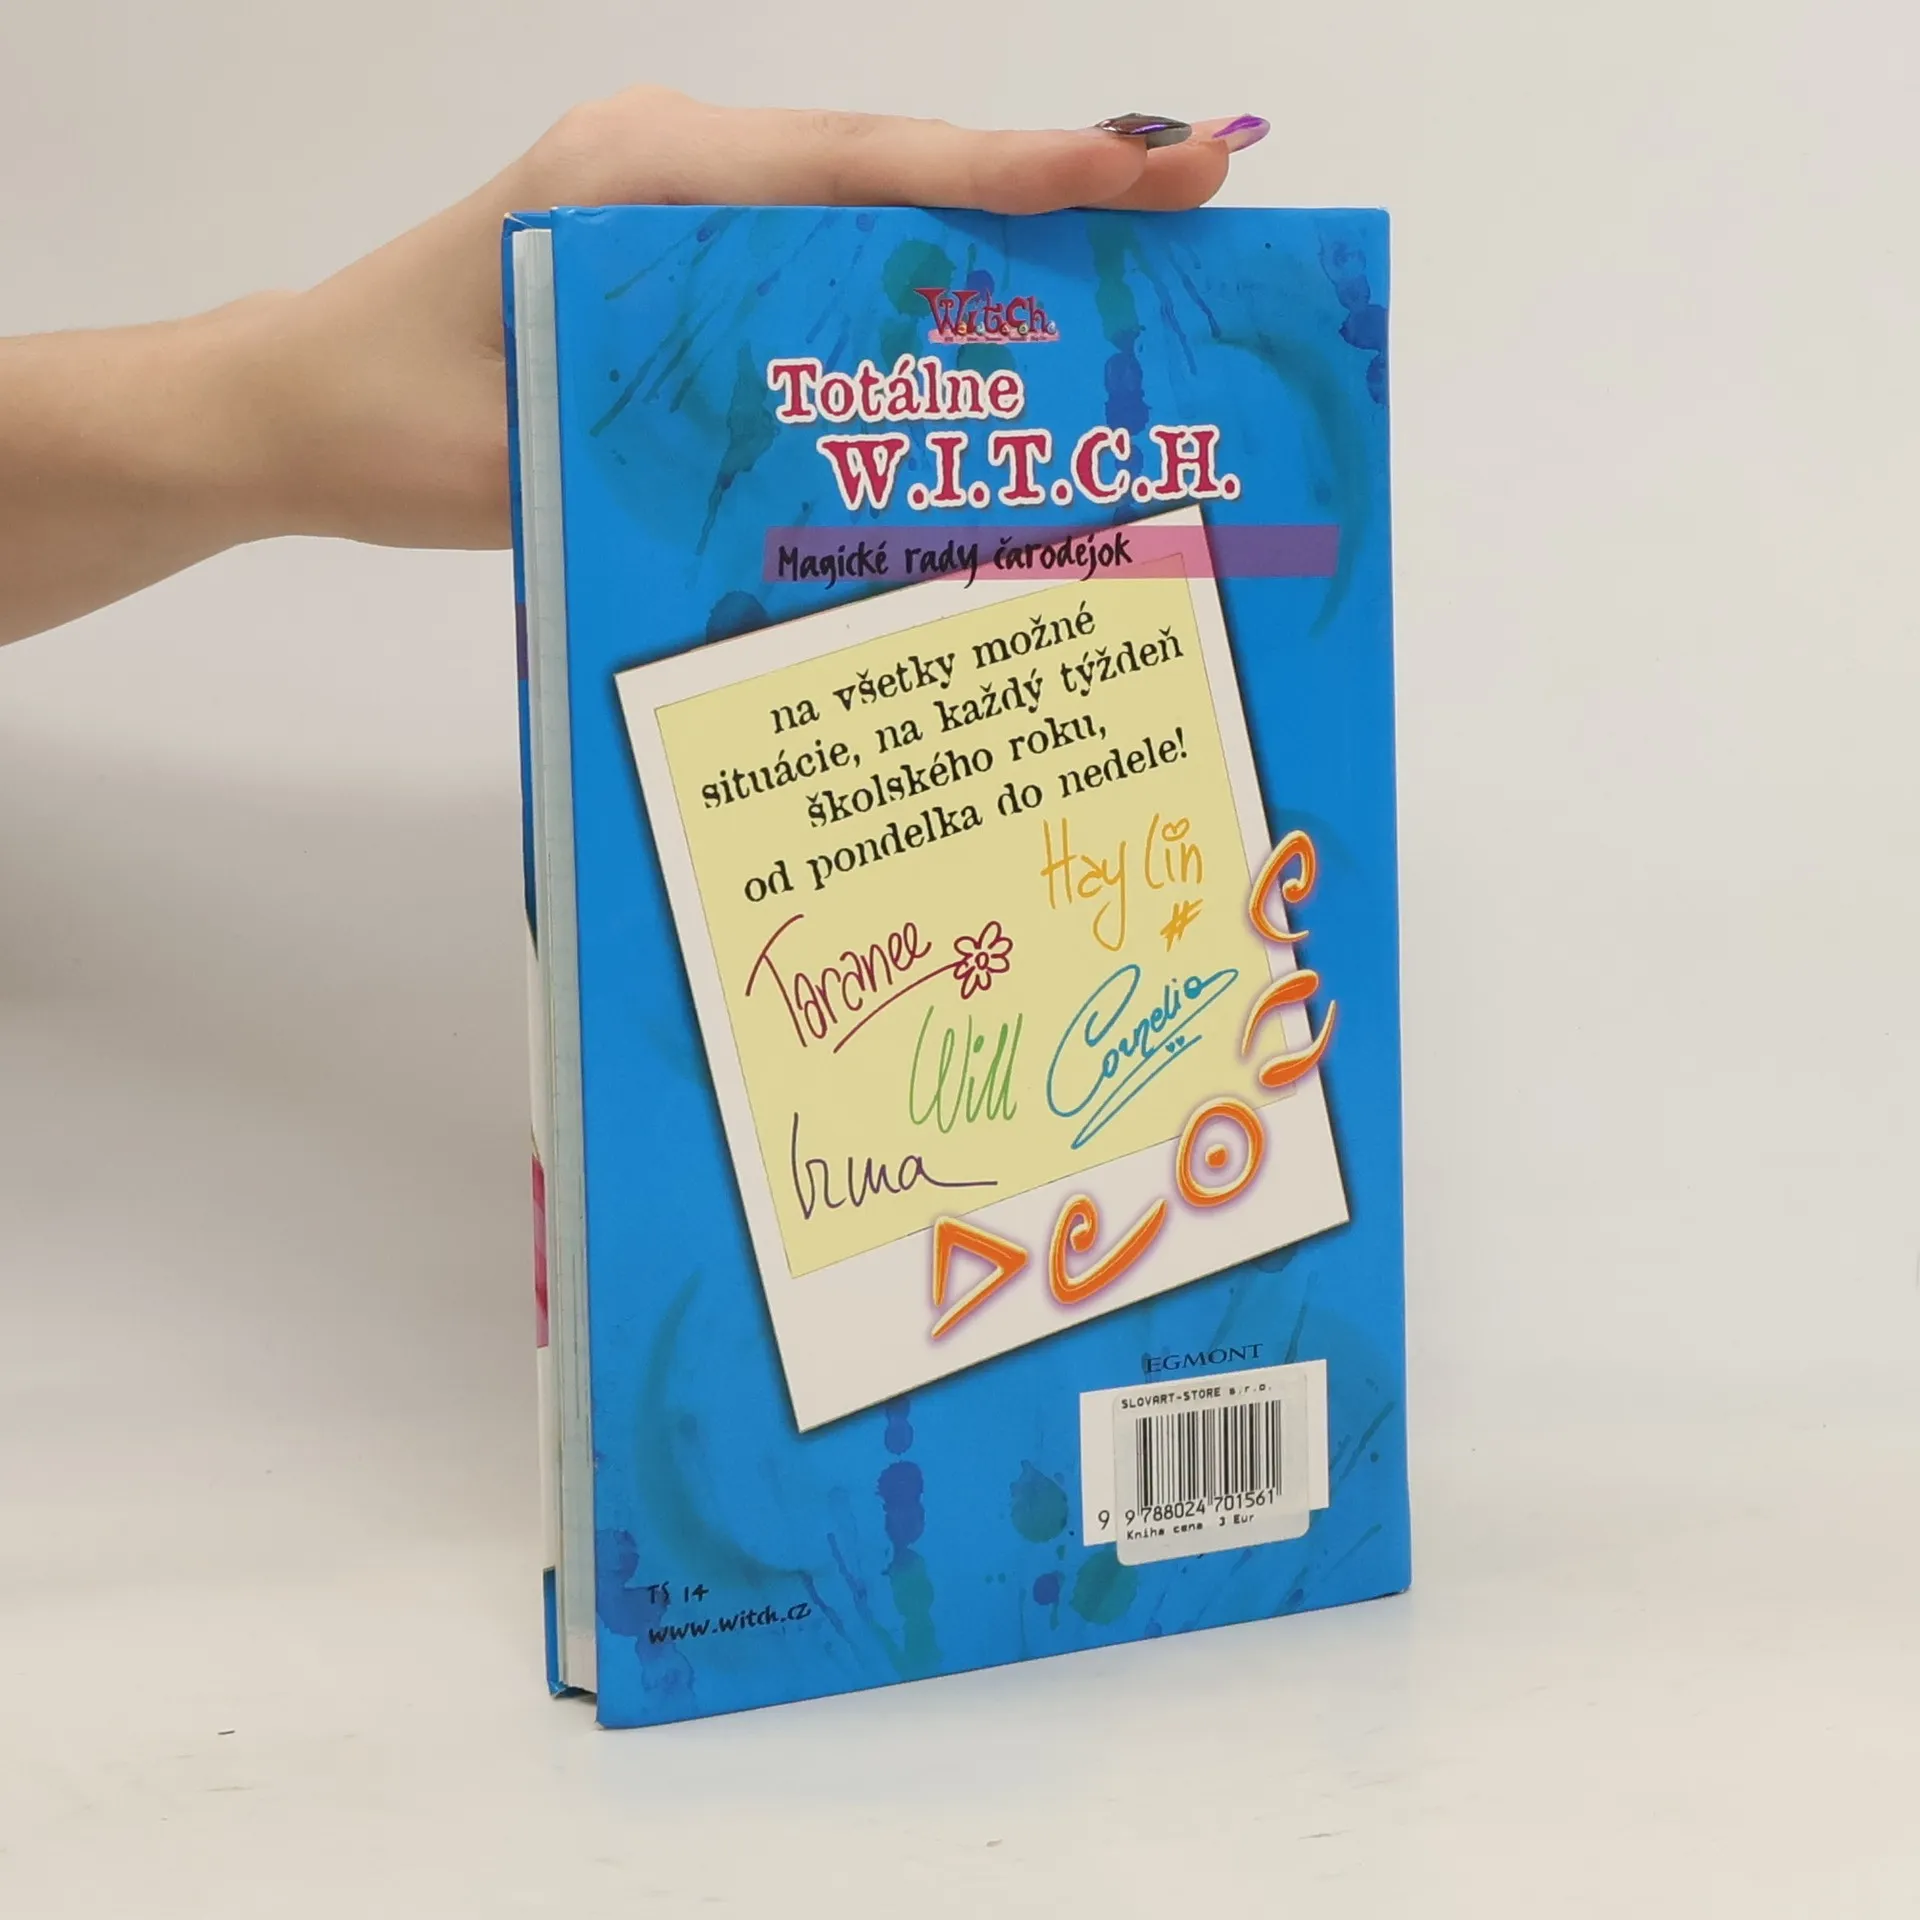 Witch
Totálne
W.I.T.C.H.
Magické rady čarodejok
na všetky možné
situácie, na každý týždeň
školského roku,
od pondelka do nedele!
Hay Lin
Taranee
Will
Cornelia
Irma
EGMONT
SLOVART-STORE s.r.o.
9 9 788024 701561
Kniha cena 3 Eur
TS 14
www.witch.cz